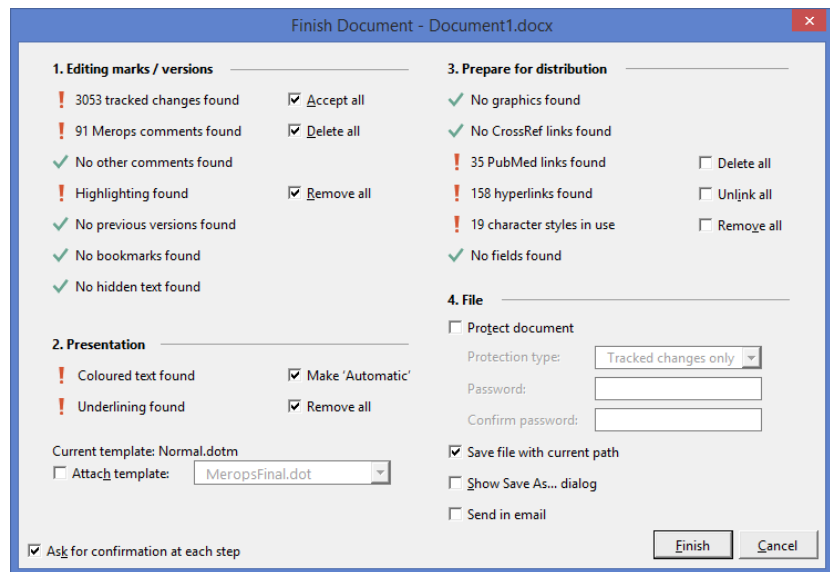 Finish Document - Document1.docx
1. Editing marks / versions
3053 tracked changes found
Accept all
91 Merops comments found
Delete all
No other comments found
Highlighting found
Remove all
No previous versions found
No bookmarks found
No hidden text found
2. Presentation
Coloured text found
Make 'Automatic'
Underlining found
Remove all
Current template: Normal.dotm
Attach template:
MeropsFinal.dot
Ask for confirmation at each step
3. Prepare for distribution
No graphics found
No CrossRef links found
35 PubMed links found
Delete all
158 hyperlinks found
Unlink all
19 character styles in use
Remove all
No fields found
4. File
Protect document
Protection type:
Tracked changes only
Password:
Confirm password:
Save file with current path
Show Save As... dialog
Send in email
Finish
Cancel